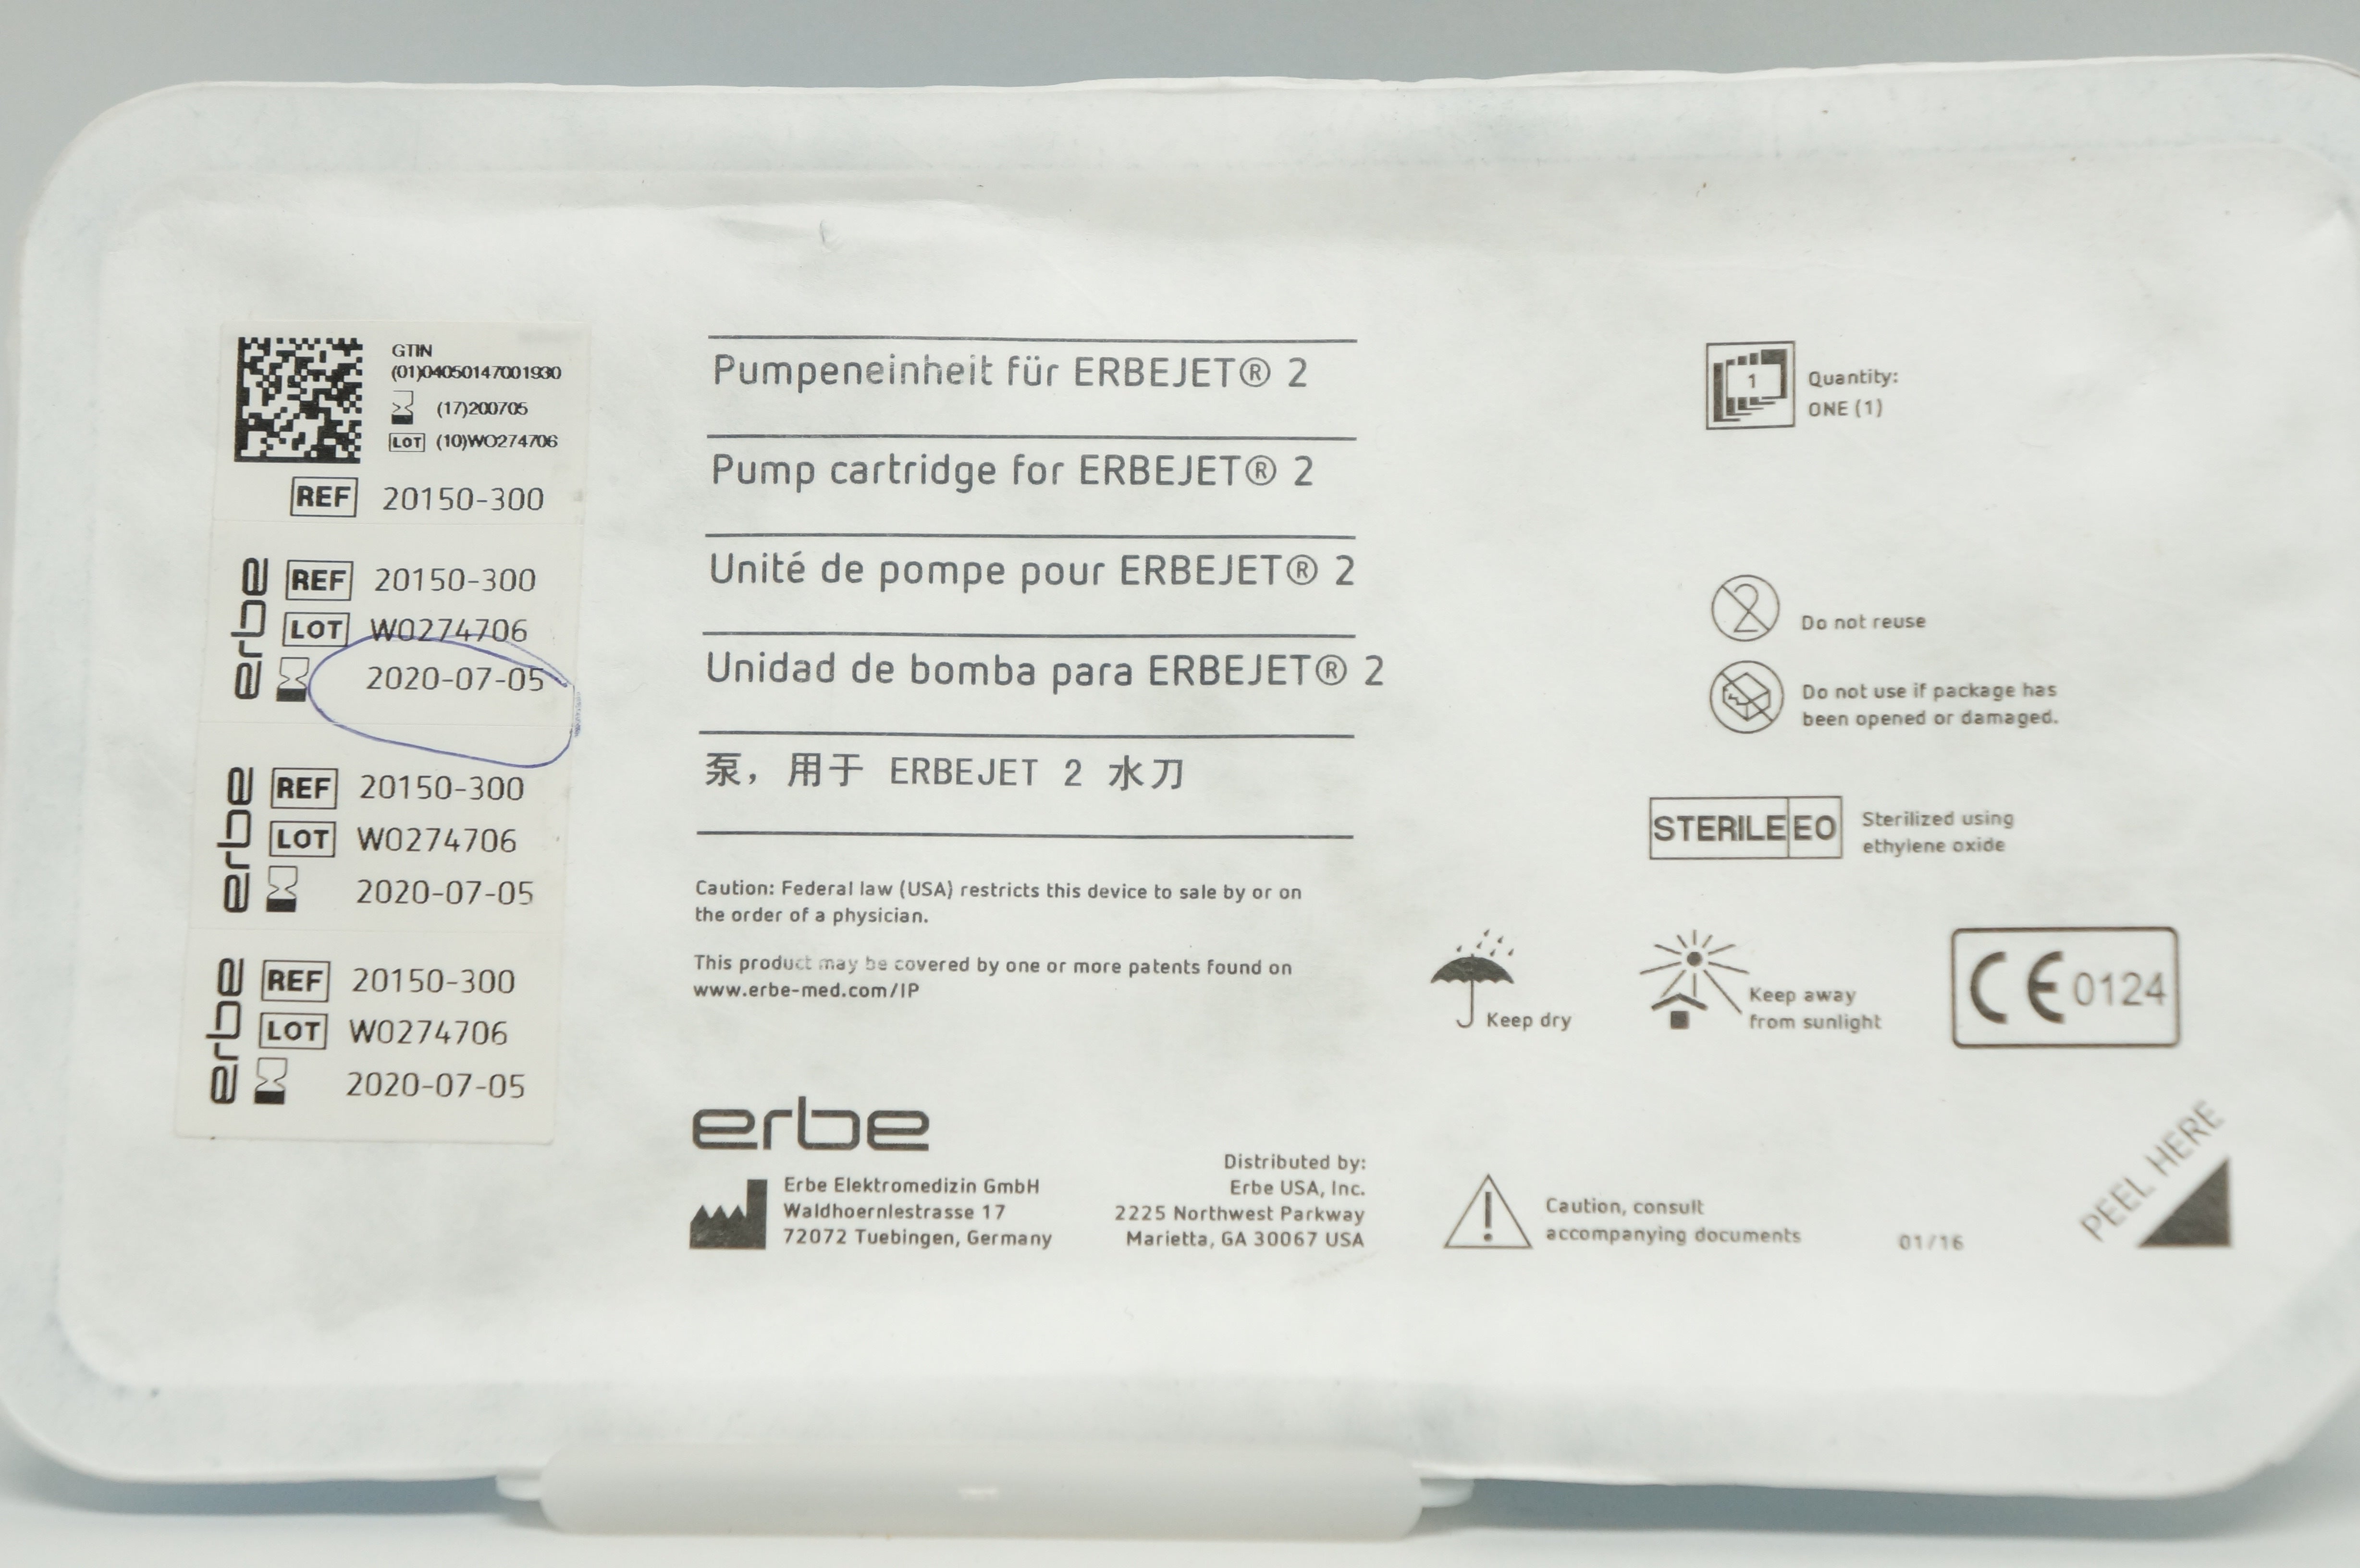 GTIN
(01)04050147001930
(17)200705
LOT (10)WO274706
REF 20150-300
erbe
REF 20150-300
LOT WO274706
2020-07-05
erbe
REF 20150-300
LOT WO274706
2020-07-05
erbe
REF 20150-300
LOT WO274706
2020-07-05
Pumpeneinheit für ERBEJET® 2
Pump cartridge for ERBEJET® 2
Unité de pompe pour ERBEJET® 2
Unidad de bomba para ERBEJET® 2
泵，用于 ERBEJET 2 水刀
Caution: Federal law (USA) restricts this device to sale by or on
the order of a physician.
This product may be covered by one or more patents found on
www.erbe-med.com/IP
erbe
Erbe Elektromedizin GmbH
Waldhoernlestrasse 17
72072 Tuebingen, Germany
Distributed by:
Erbe USA, Inc.
2225 Northwest Parkway
Marietta, GA 30067 USA
1
Quantity:
ONE (1)
2
Do not reuse
Do not use if package has
been opened or damaged.
STERILE EO
Sterilized using
ethylene oxide
Keep dry
Keep away
from sunlight
CE 0124
!
Caution, consult
accompanying documents
01/16
PEEL HERE